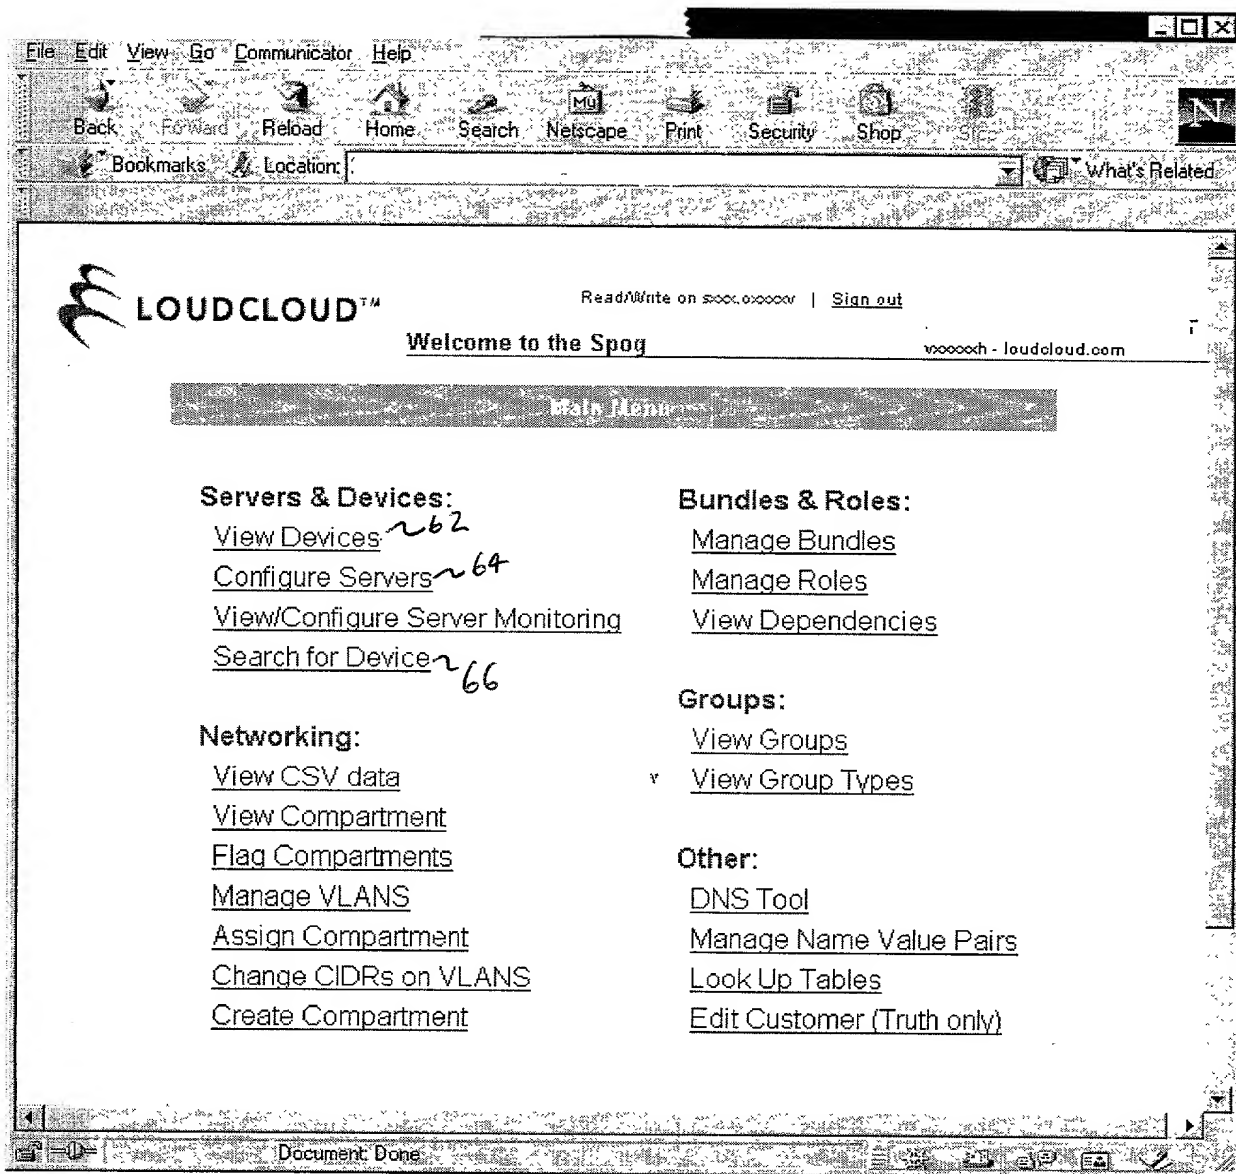 File Edit View Go Communicator Help
Back Forward Reload Home Search Netscape Print Security Shop Stop
Bookmarks Location: What's Related
N
LOUDCLOUD™
Read/Write on | Sign out
Welcome to the Spog
- loudcloud.com
Main Menu
Servers & Devices:
View Devices ~62
Configure Servers ~64
View/Configure Server Monitoring
Search for Device ~66
Networking:
View CSV data
View Compartment
Flag Compartments
Manage VLANS
Assign Compartment
Change CIDRs on VLANS
Create Compartment
Bundles & Roles:
Manage Bundles
Manage Roles
View Dependencies
Groups:
View Groups
View Group Types
Other:
DNS Tool
Manage Name Value Pairs
Look Up Tables
Edit Customer (Truth only)
Document: Done